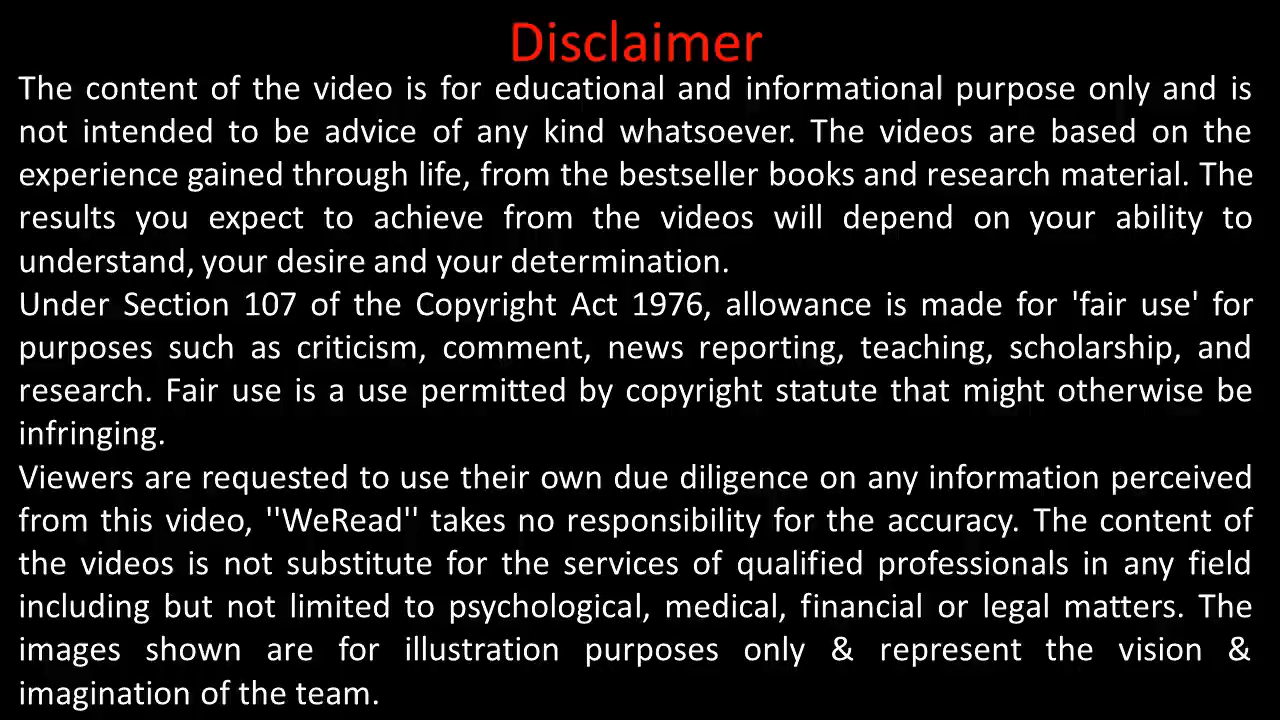 Disclaimer
The content of the video is for educational and informational purpose only and is
not intended to be advice of any kind whatsoever. The videos are based on the
experience gained through life, from the bestseller books and research material. The
results you expect to achieve from the videos will depend on your ability to
understand, your desire and your determination.
Under Section 107 of the Copyright Act 1976, allowance is made for 'fair use' for
purposes such as criticism, comment, news reporting, teaching, scholarship, and
research. Fair use is a use permitted by copyright statute that might otherwise be
infringing.
Viewers are requested to use their own due diligence on any information perceived
from this video, ''WeRead'' takes no responsibility for the accuracy. The content of
the videos is not substitute for the services of qualified professionals in any field
including but not limited to psychological, medical, financial or legal matters. The
images shown are for illustration purposes only & represent the vision &
imagination of the team.